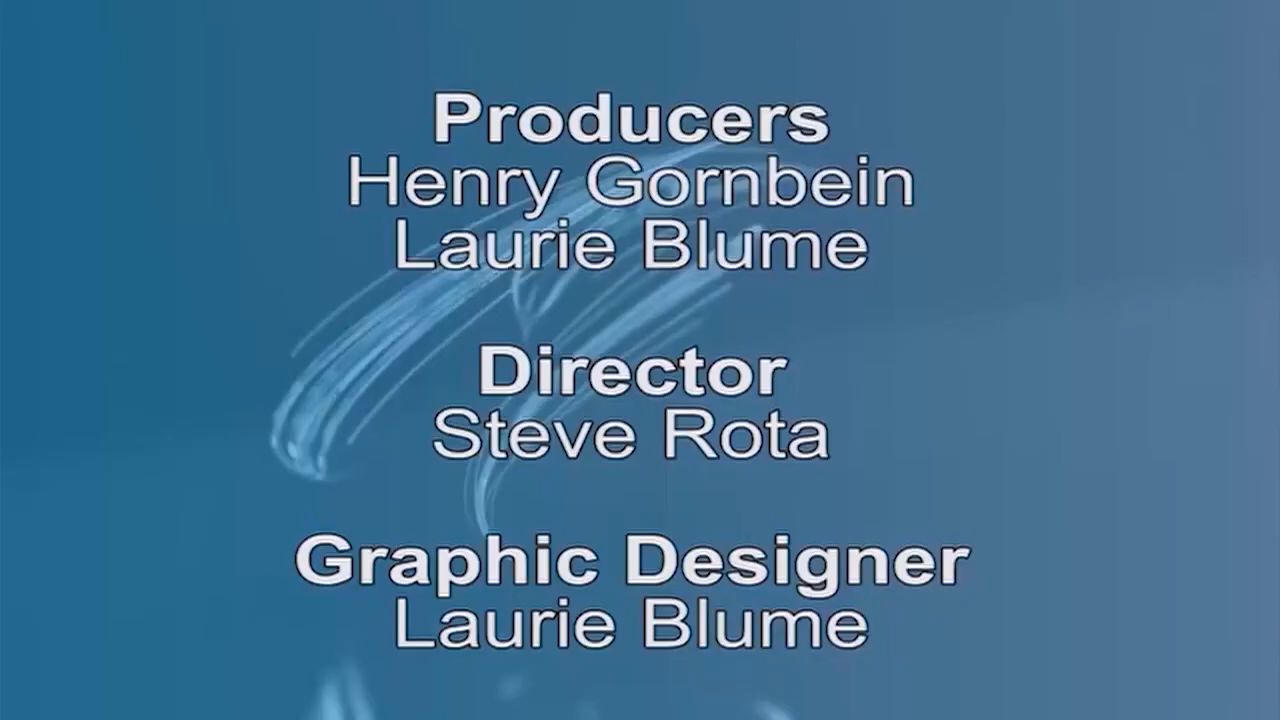 Producers
Henry Gornbein
Laurie Blume
Director
Steve Rota
Graphic Designer
Laurie Blume